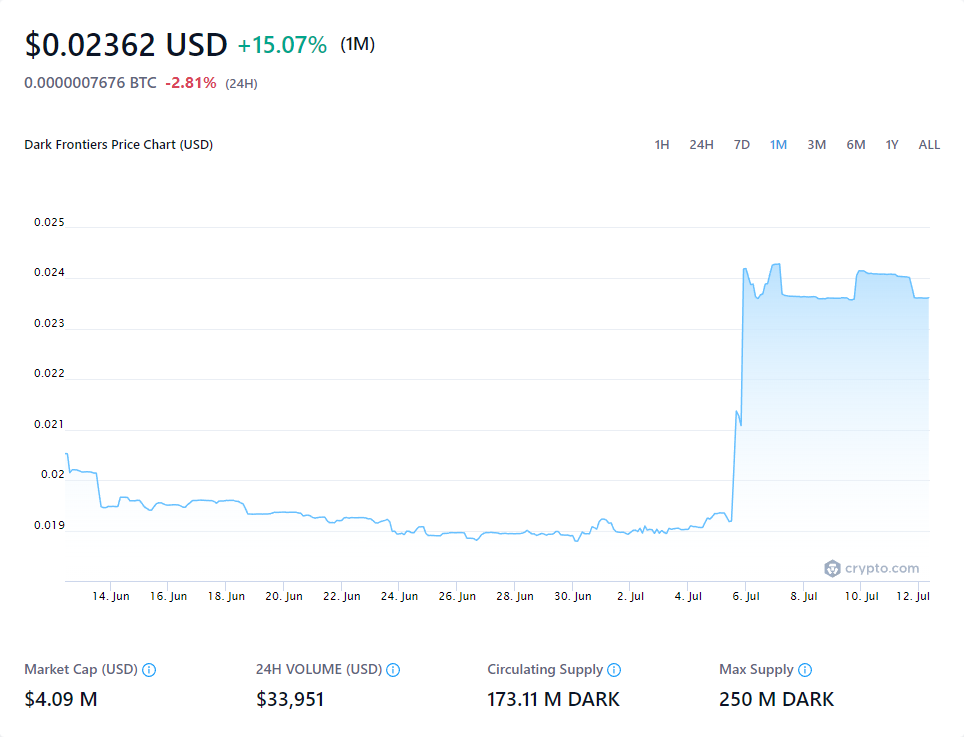 $0.02362 USD +15.07% (1M)
0.0000007676 BTC -2.81% (24H)
Dark Frontiers Price Chart (USD) 1H 24H 7D 1M 3M 6M 1Y ALL
0.025
0.024
0.023
0.022
0.021
0.02
0.019
crypto.com
14. Jun 16. Jun 18. Jun 20. Jun 22. Jun 24. Jun 26. Jun 28. Jun 30. Jun 2. Jul 4. Jul 6. Jul 8. Jul 10. Jul 12. Jul
Market Cap (USD) 24H VOLUME (USD) Circulating Supply Max Supply
$4.09 M $33,951 173.11 M DARK 250 M DARK